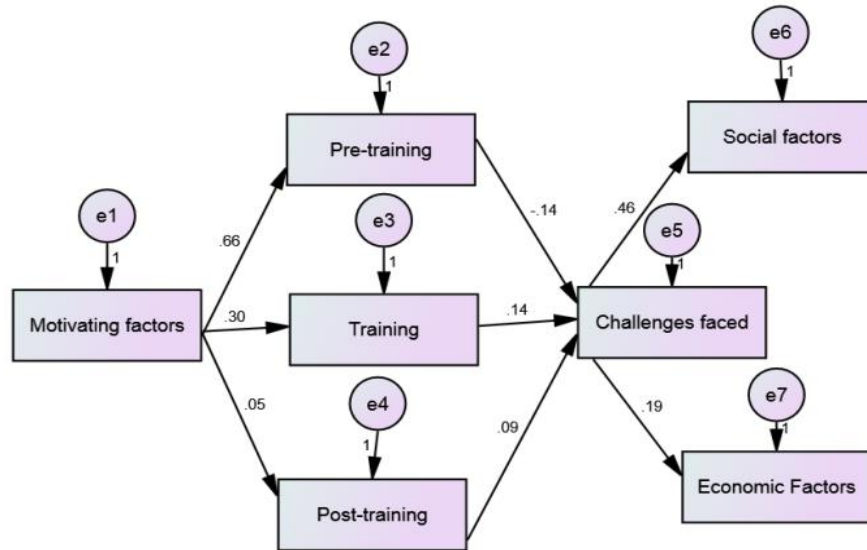 e2
1
Pre-training
e6
1
Social factors
e1
1
Motivating factors
.66
.30
.05
e3
1
Training
-.14
.14
.09
e5
1
Challenges faced
.46
.19
e4
1
Post-training
e7
1
Economic Factors